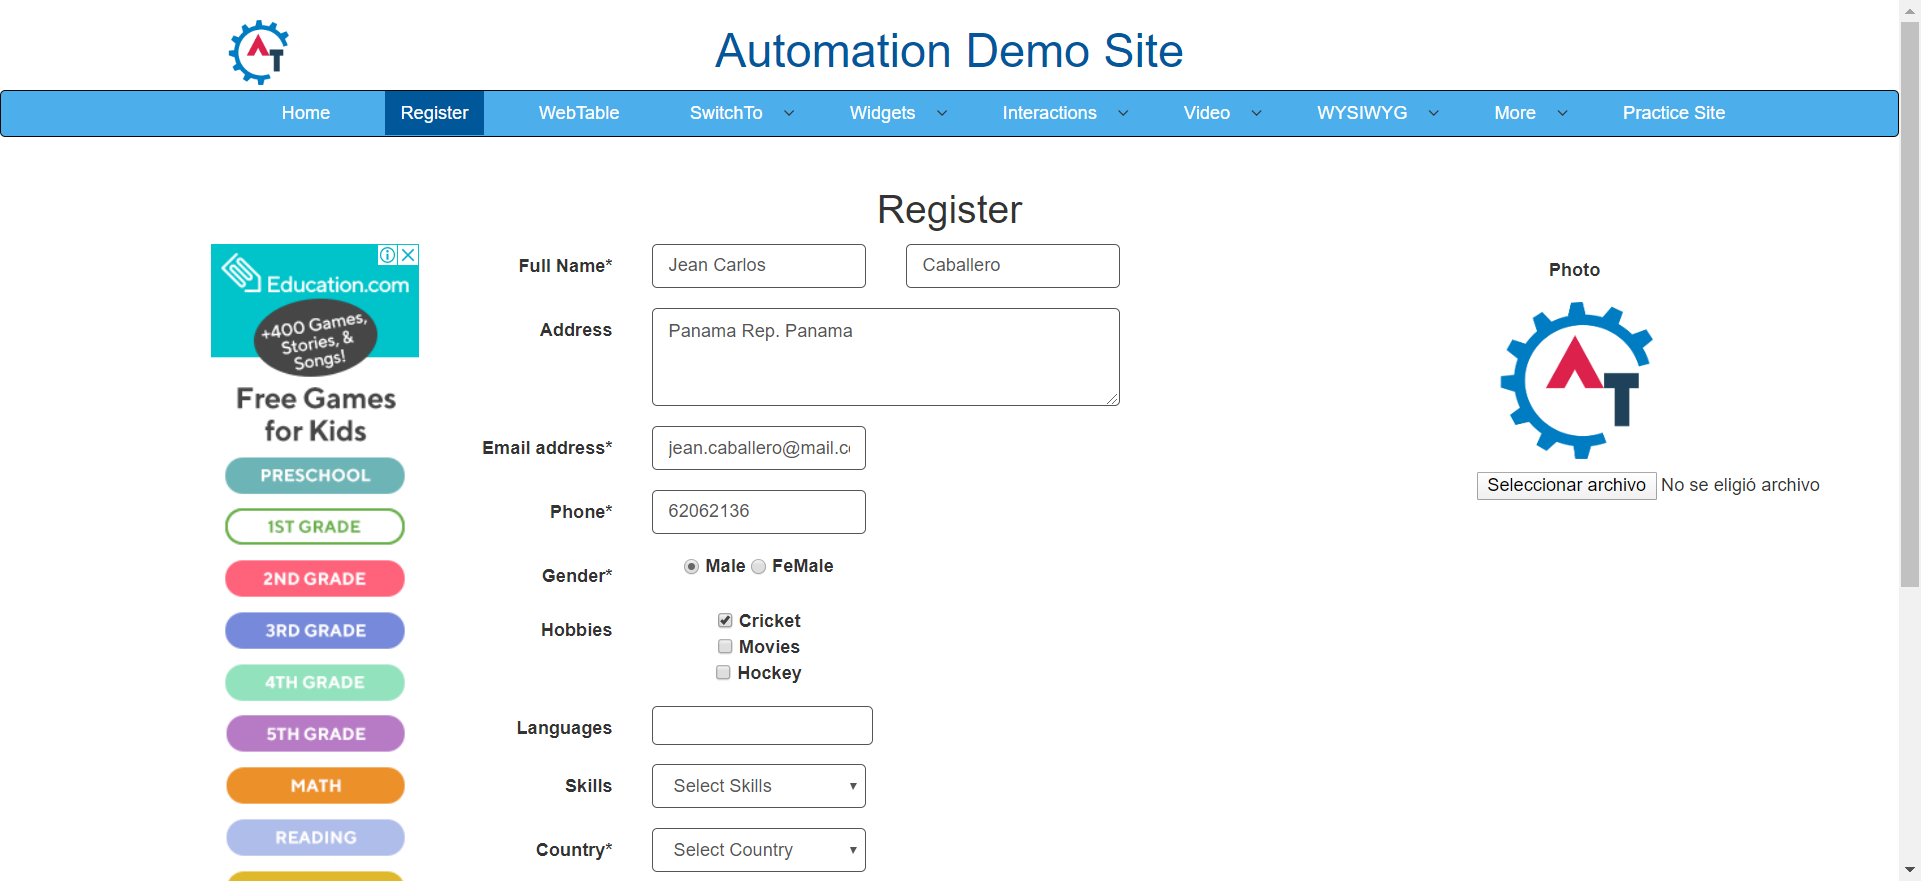 AT
Automation Demo Site
Home Register WebTable SwitchTo Widgets Interactions Video WYSIWYG More Practice Site
Register
Education.com
+400 Games,
Stories, &
Songs!
Free Games
for Kids
PRESCHOOL
1ST GRADE
2ND GRADE
3RD GRADE
4TH GRADE
5TH GRADE
MATH
READING
Full Name* Jean Carlos Caballero
Address Panama Rep. Panama
Email address* jean.caballero@mail.c
Phone* 62062136
Gender* Male FeMale
Hobbies Cricket
Movies
Hockey
Languages
Skills Select Skills
Country* Select Country
Photo
AT
Seleccionar archivo No se eligió archivo